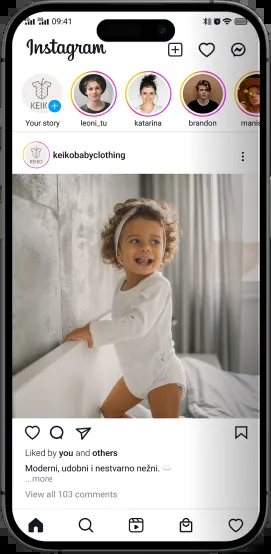 09:41
Instagram
KEIK
Your story
leoni_tu
katarina
brandon
manis
KEIKO
keikobabyclothing
Liked by you and others
Moderni, udobni i nestvarno nežni.
...more
View all 103 comments